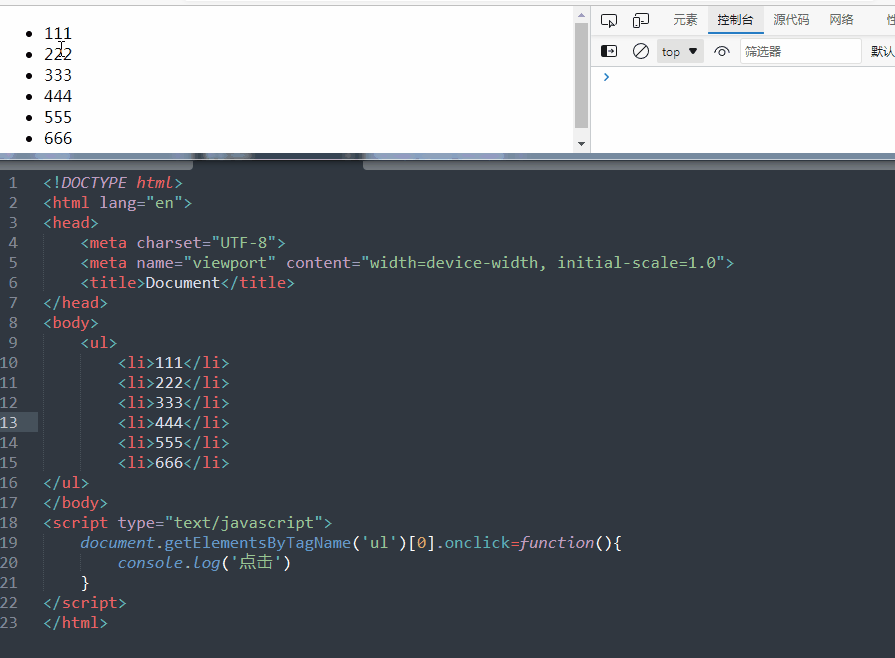 111
222
333
444
555
666
元素 控制台 源代码 网络
top 筛选器 默认
1 <!DOCTYPE html>
2 <html lang="en">
3 <head>
4 <meta charset="UTF-8">
5 <meta name="viewport" content="width=device-width, initial-scale=1.0">
6 <title>Document</title>
7 </head>
8 <body>
9 <ul>
10 <li>111</li>
11 <li>222</li>
12 <li>333</li>
13 <li>444</li>
14 <li>555</li>
15 <li>666</li>
16 </ul>
17 </body>
18 <script type="text/javascript">
19 document.getElementsByTagName('ul')[0].onclick=function(){
20 console.log('点击')
21 }
22 </script>
23 </html>